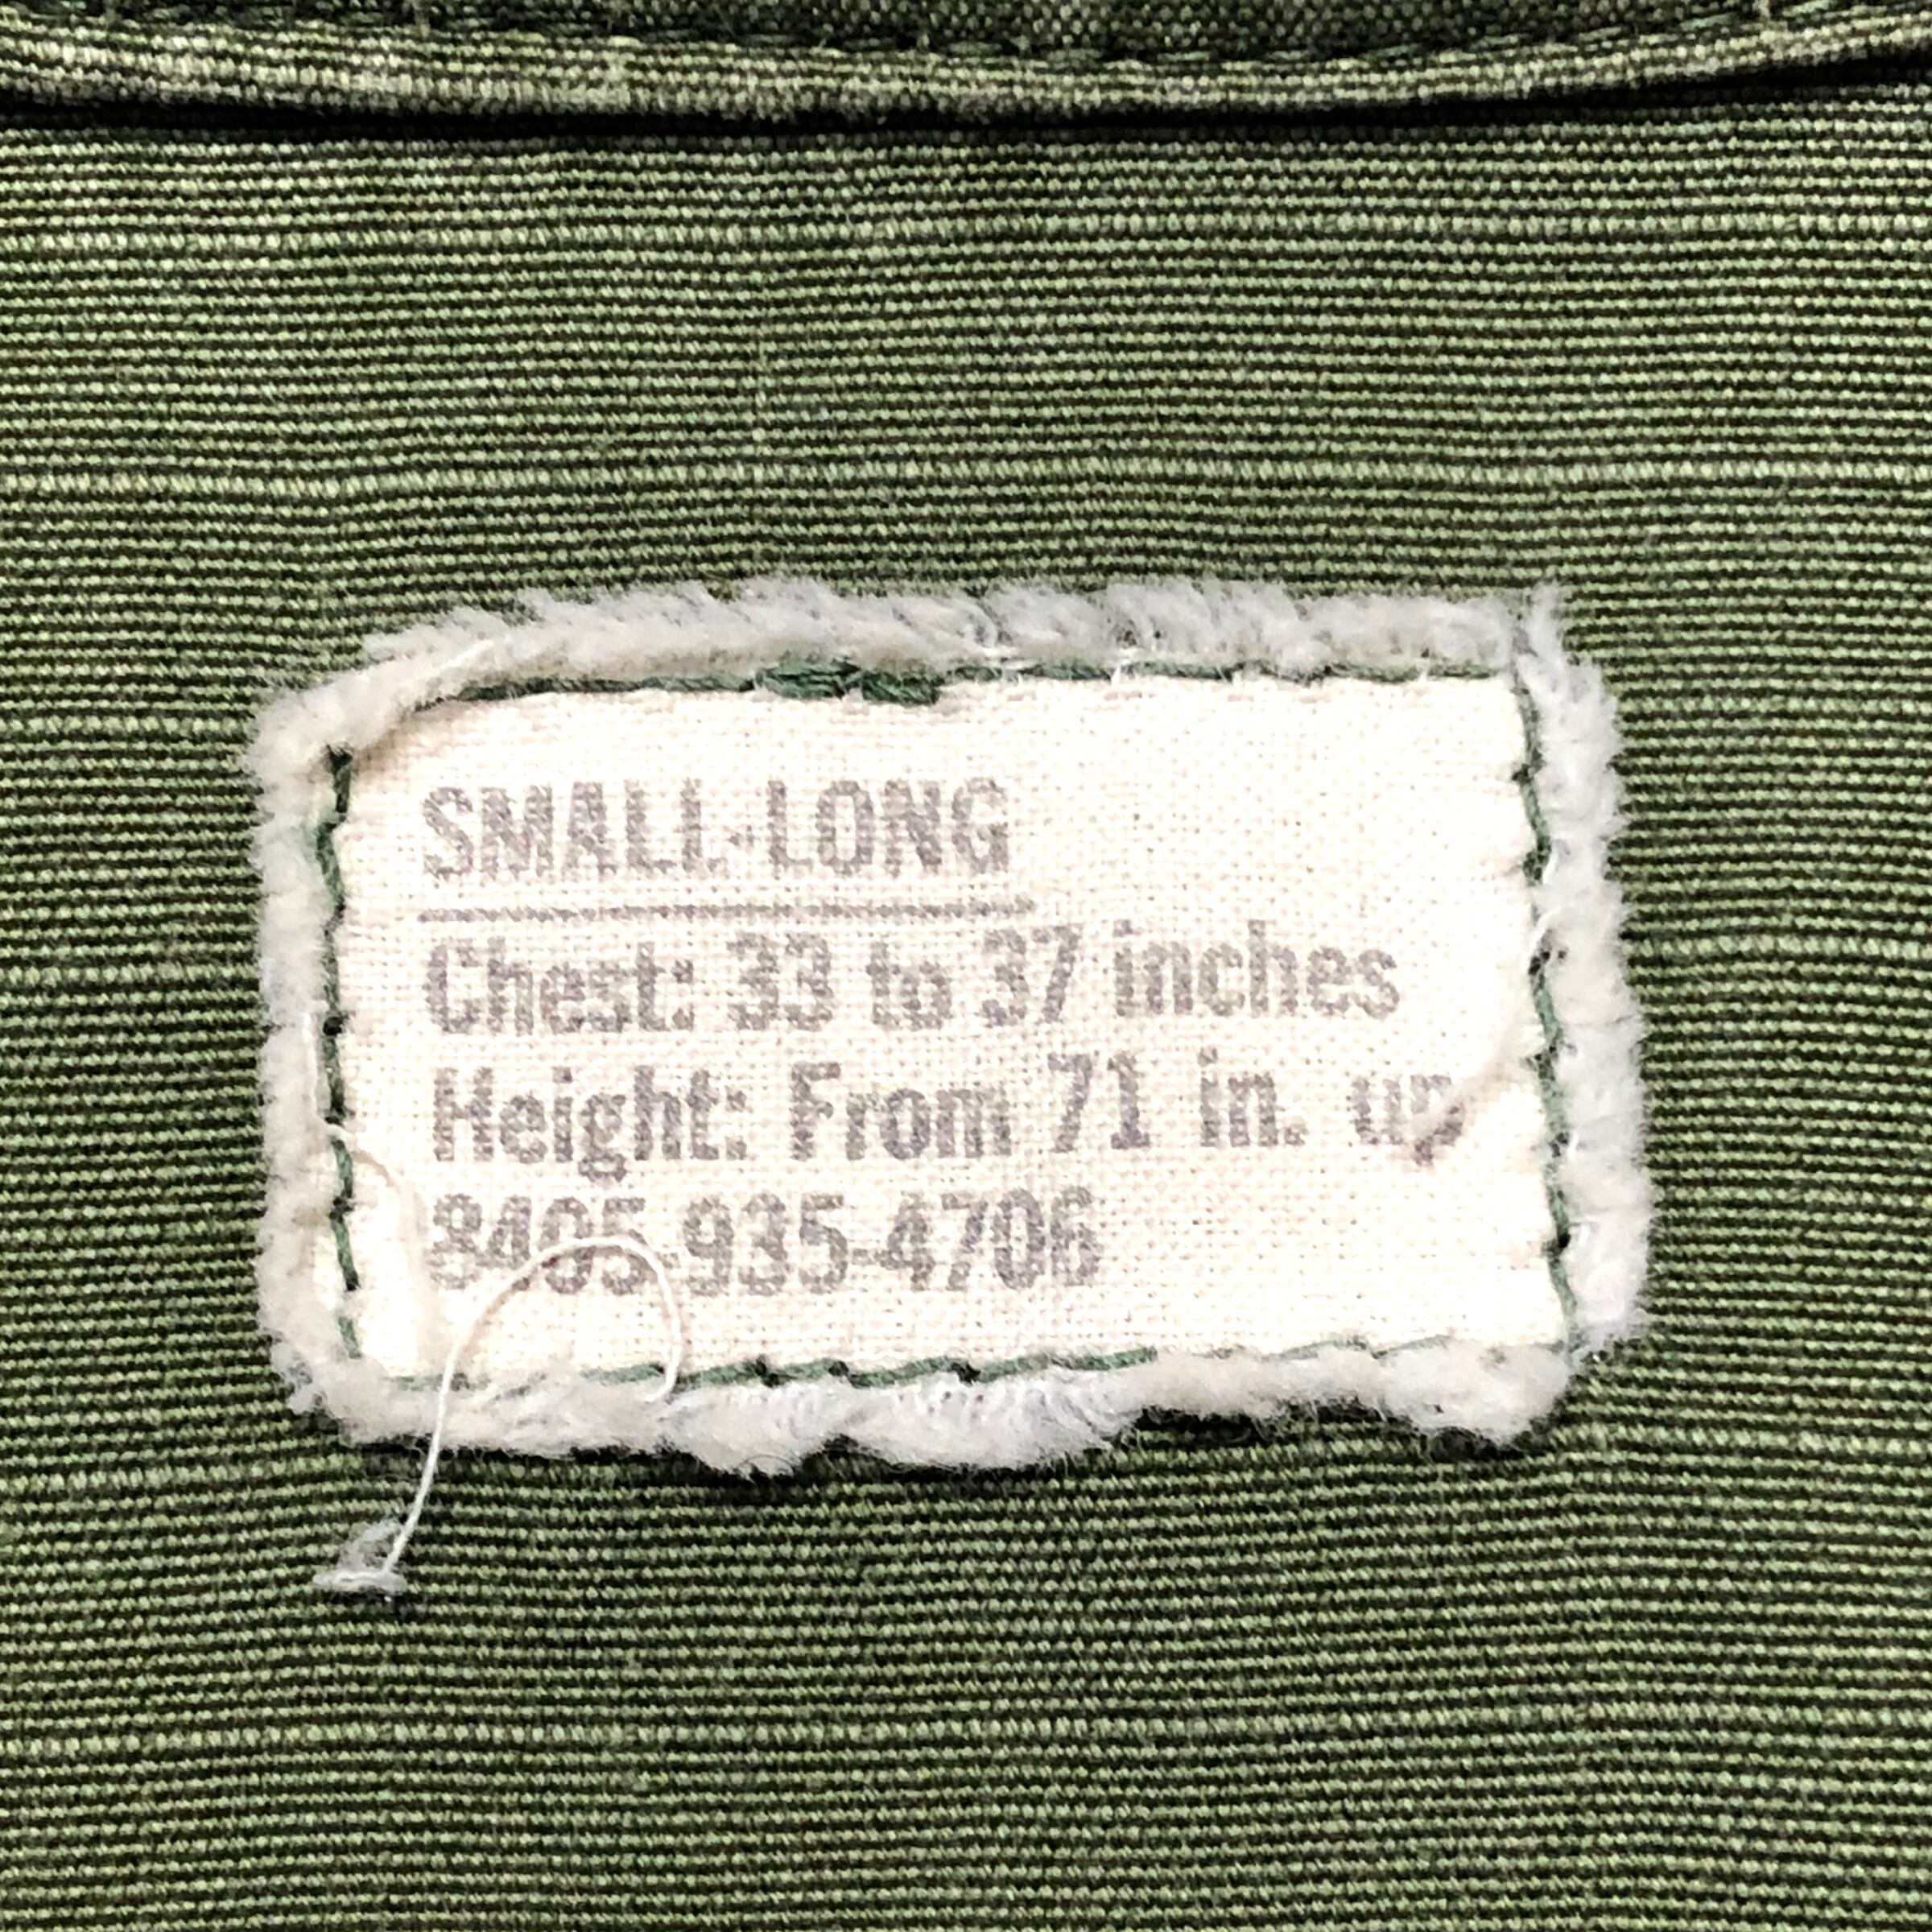 SMALL-LONG
Chest: 33 to 37 inches
Height: From 71 in. up
8405-935-4706